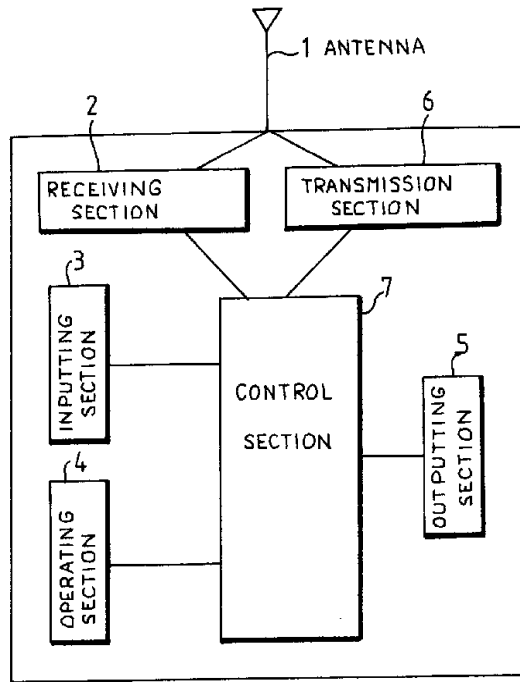 1 ANTENNA
2
6
RECEIVING
SECTION
TRANSMISSION
SECTION
3
7
INPUTTING
SECTION
CONTROL
SECTION
5
OUTPUTTING
SECTION
4
OPERATING
SECTION